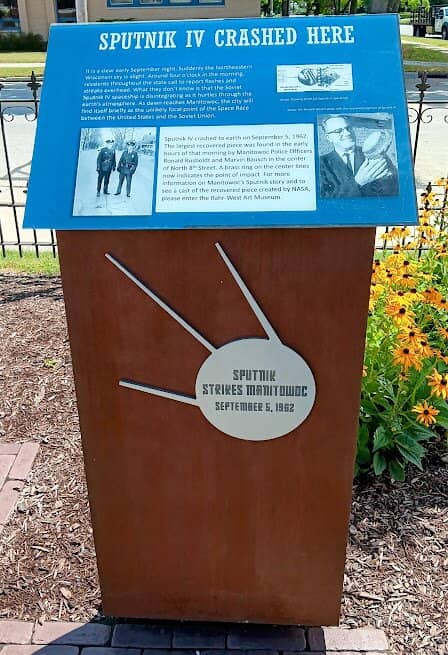 SPUTNIK IV CRASHED HERE
It is a clear early September night. Suddenly the Northeastern
Wisconsin sky is alight. Around four o'clock in the morning,
residents throughout the state call to report flashes and
streaks overhead. What they don't know is that the Soviet
Sputnik IV spaceship is disintegrating as it hurtles through the
earth's atmosphere. As dawn reaches Manitowoc, the city will
find itself briefly as the unlikely focal point of the Space Race
between the United States and the Soviet Union.
Sputnik IV crashed to earth on September 5, 1962.
The largest recovered piece was found in the early
hours of that morning by Manitowoc Police Officers
Ronald Rusboldt and Marvin Bausch in the center
of North 8th Street. A brass ring on the center lines
now indicates the point of impact. For more
information on Manitowoc's Sputnik story and to
see a cast of the recovered piece created by NASA,
please enter the Rahr-West Art Museum.
SPUTNIK
STRIKES MANITOWOC
SEPTEMBER 5, 1962